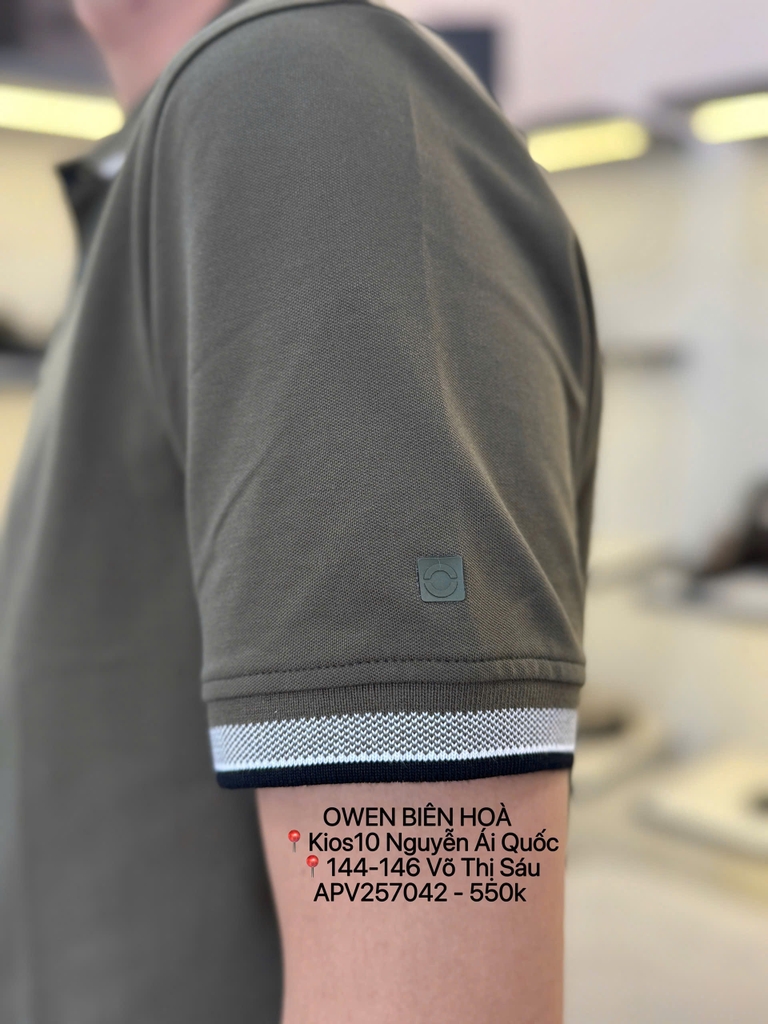 OWEN BIÊN HOÀ
📍Kios10 Nguyễn Ái Quốc
📍144-146 Võ Thị Sáu
APV257042 - 550k